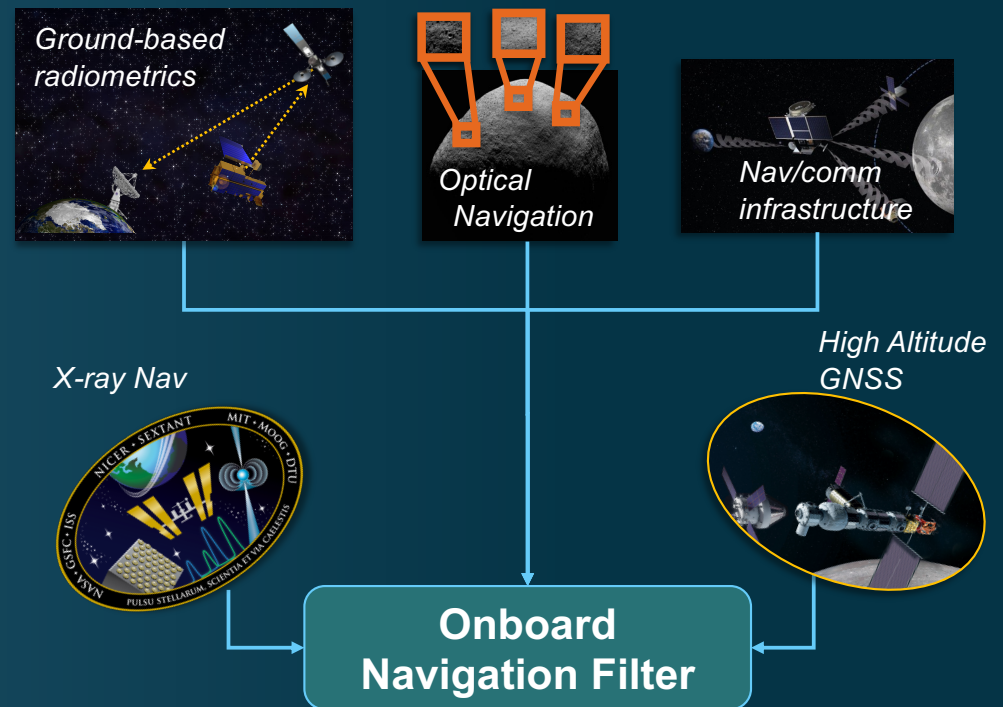 Ground-based
radiometrics
Optical
Navigation
Nav/comm
infrastructure
X-ray Nav
High Altitude
GNSS
NASA • GSFC • ISS
NICER • SEXTANT
MIT • MOOG • DTU
PULSU STELLARUM, SCIENTIA ET VIA CAELESTIS
Onboard
Navigation Filter